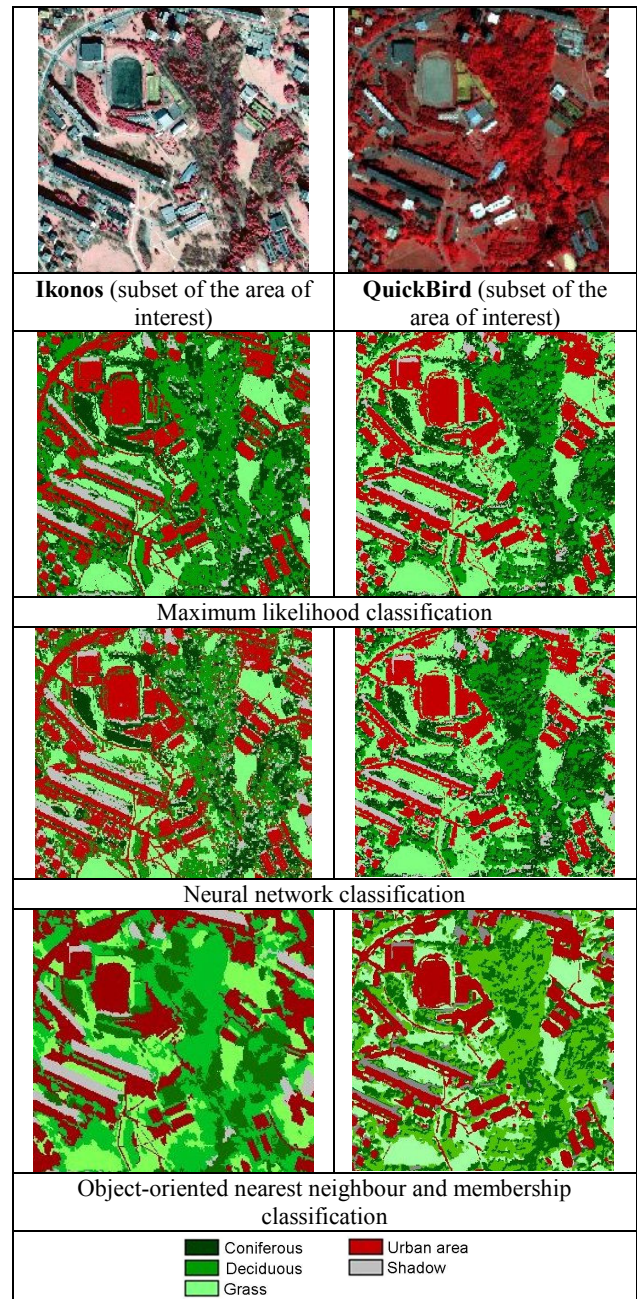 Ikonos (subset of the area of interest)
QuickBird (subset of the area of interest)
Maximum likelihood classification
Neural network classification
Object-oriented nearest neighbour and membership classification
Coniferous
Deciduous
Grass
Urban area
Shadow